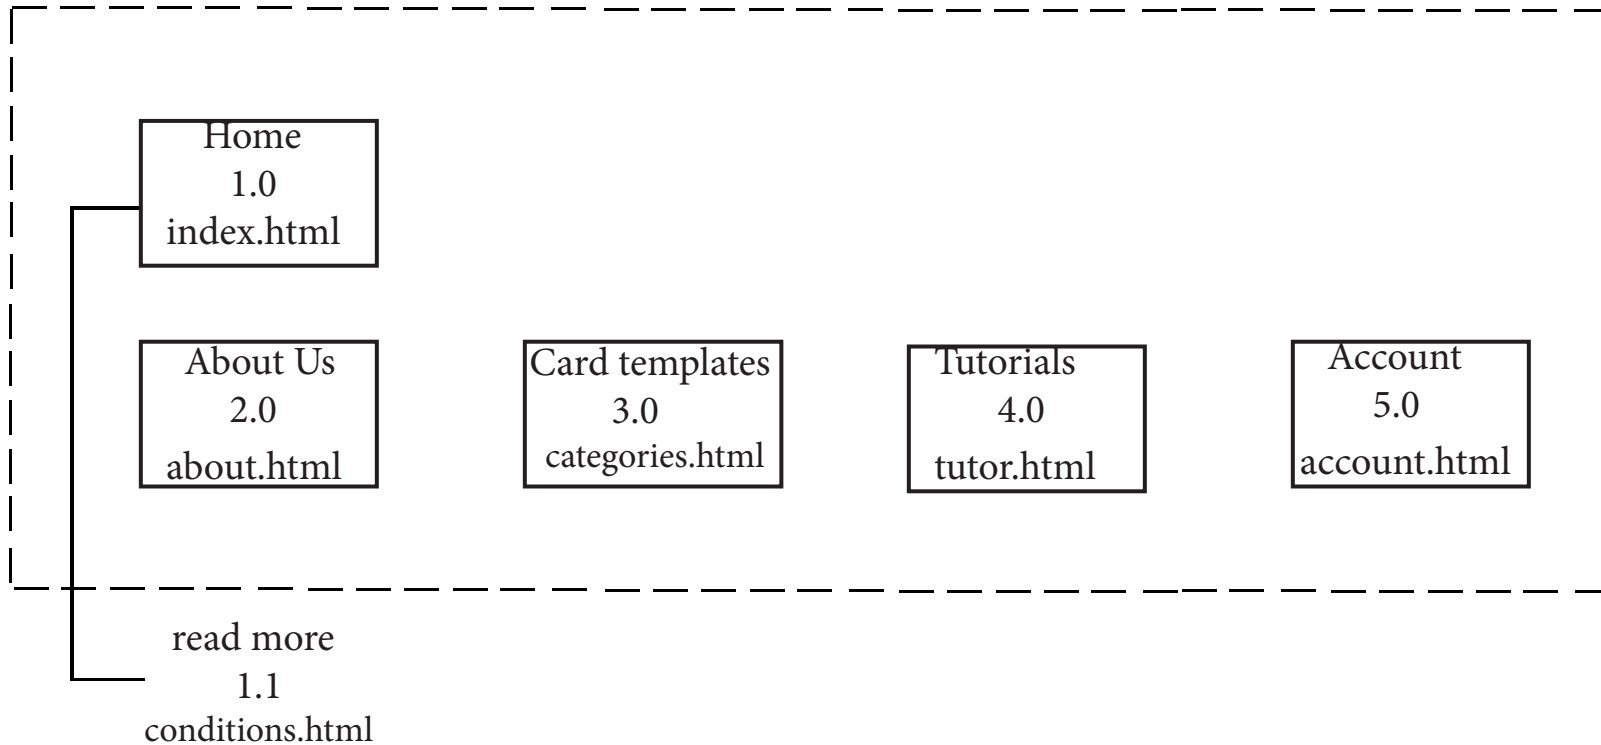 Home
1.0
index.html
About Us
2.0
about.html
Card templates
3.0
categories.html
Tutorials
4.0
tutor.html
Account
5.0
account.html
read more
1.1
conditions.html